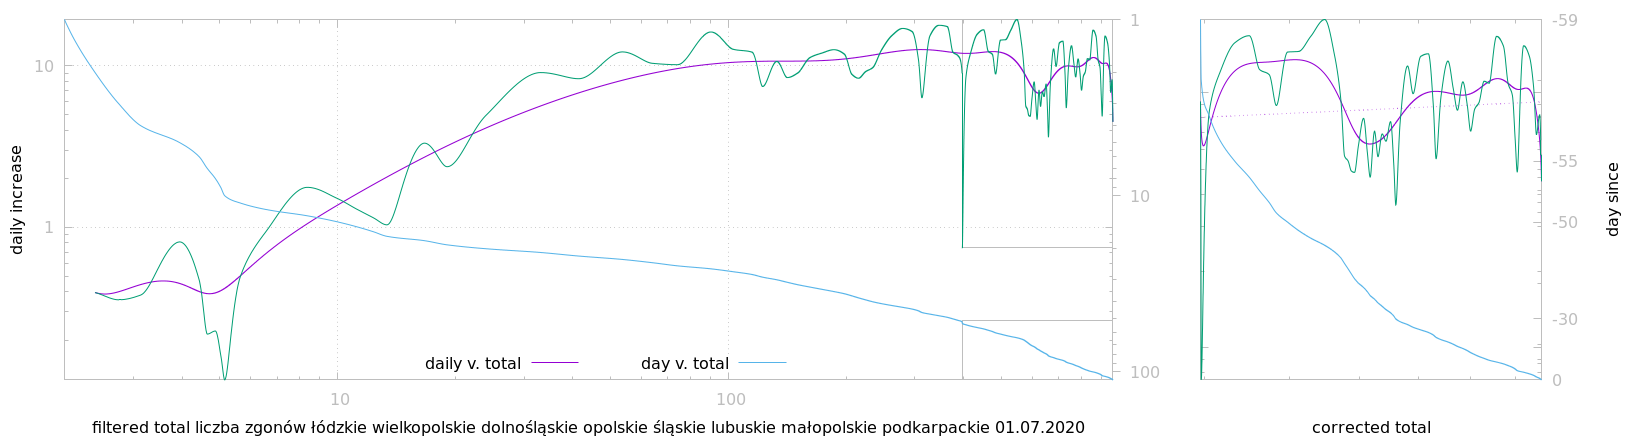 daily increase
10
1
daily v. total
day v. total
10
100
1
10
100
filtered total liczba zgonów łódzkie wielkopolskie dolnośląskie opolskie śląskie lubuskie małopolskie podkarpackie 01.07.2020
-59
-55
-50
-30
0
day since
corrected total